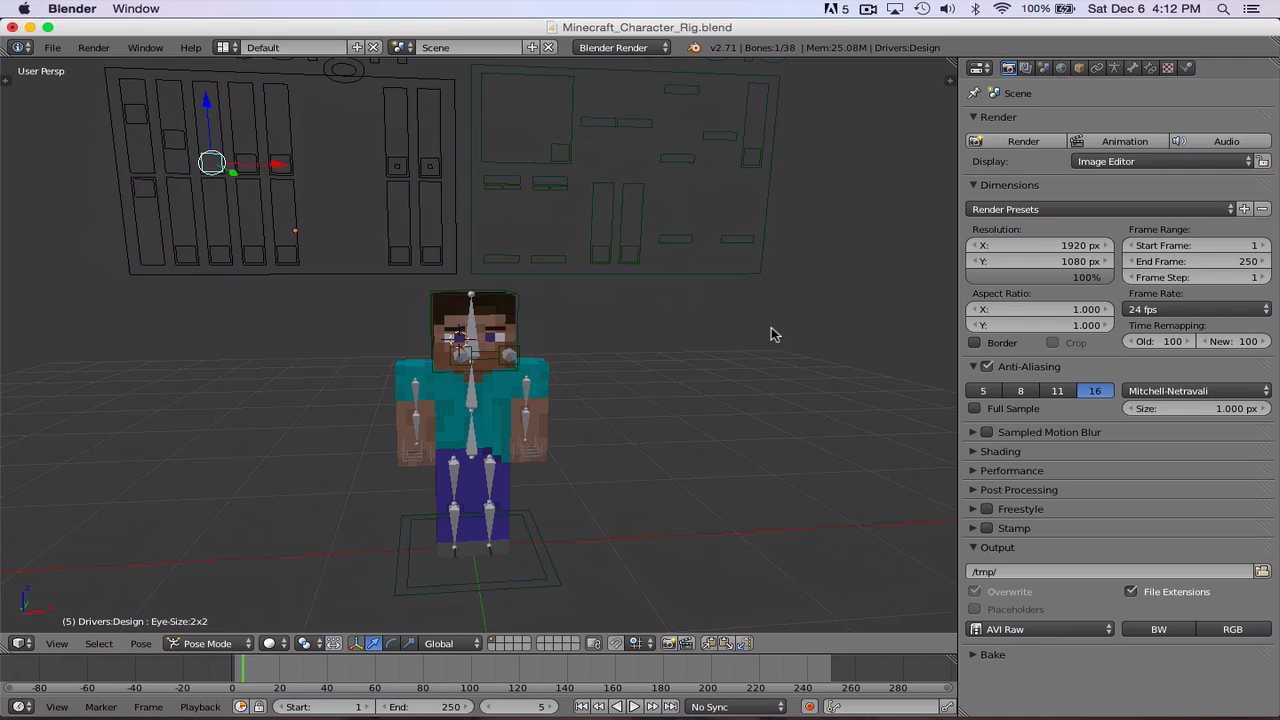 Blender Window 5 100% Sat Dec 6 4:12 PM
Minecraft_Character_Rig.blend
File Render Window Help Default Scene Blender Render v2.71 | Bones:1/38 | Mem:25.08M | Drivers:Design
User Persp
Scene
Render
Render Animation Audio
Display: Image Editor
Dimensions
Render Presets
Resolution: Frame Range:
X: 1920 px Start Frame: 1
Y: 1080 px End Frame: 250
100% Frame Step: 1
Aspect Ratio: Frame Rate:
X: 1.000 24 fps
Y: 1.000 Time Remapping:
Border Crop Old: 100 New: 100
Anti-Aliasing
5 8 11 16 Mitchell-Netravali
Full Sample Size: 1.000 px
Sampled Motion Blur
Shading
Performance
Post Processing
Freestyle
Stamp
Output
/tmp/
Overwrite File Extensions
Placeholders
AVI Raw BW RGB
Bake
(5) Drivers:Design : Eye-Size:2x2
View Select Pose Pose Mode Global
-80 -60 -40 -20 0 20 40 60 80 100 120 140 160 180 200 220 240 260 280
View Marker Frame Playback Start: 1 End: 250 5 No Sync